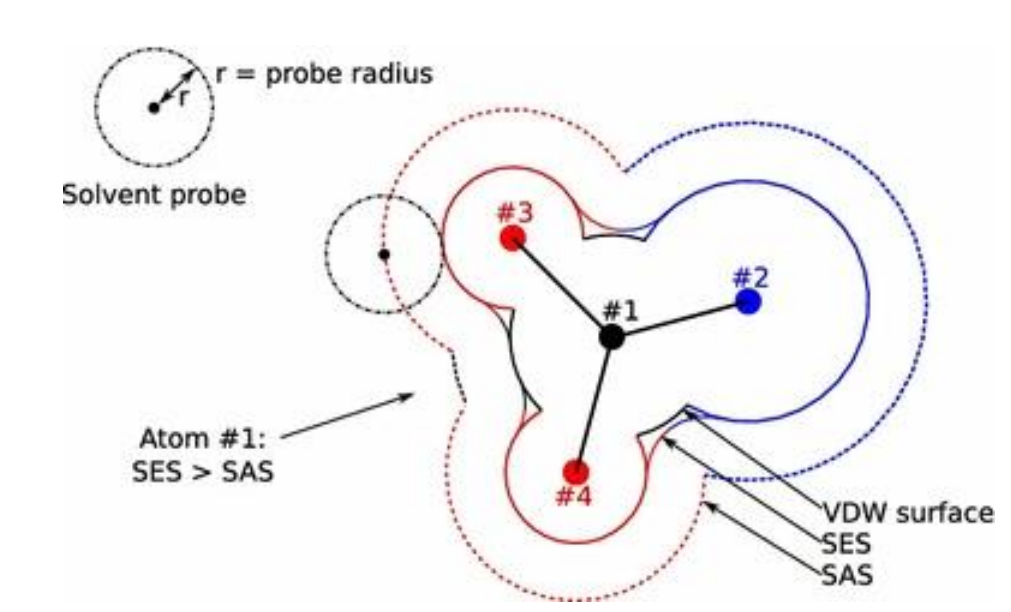 r = probe radius
r
Solvent probe
#3
#2
#1
Atom #1:
SES > SAS
#4
VDW surface
SES
SAS